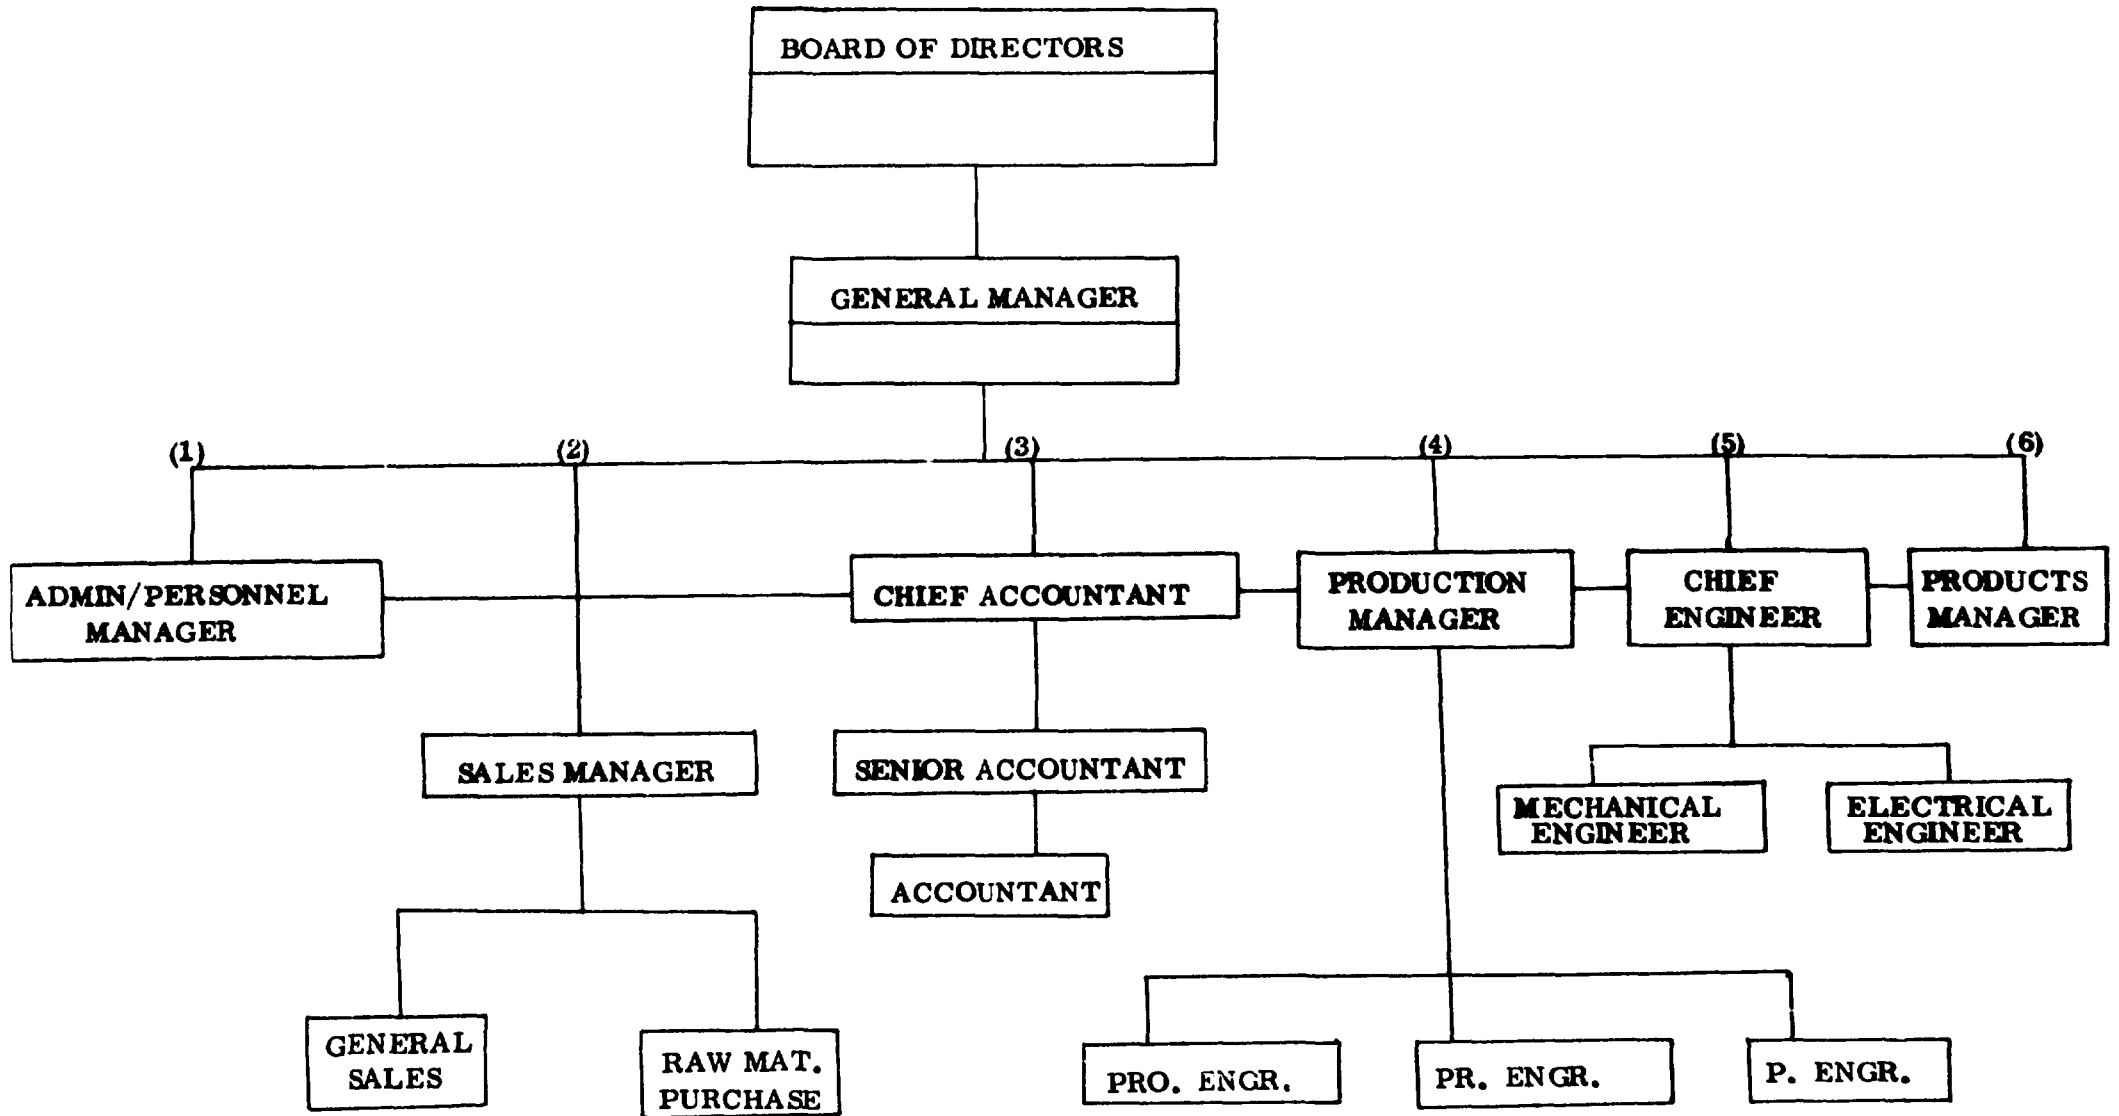 BOARD OF DIRECTORS
GENERAL MANAGER
(1)
(2)
(3)
(4)
(5)
(6)
ADMIN/PERSONNEL
MANAGER
CHIEF ACCOUNTANT
PRODUCTION
MANAGER
CHIEF
ENGINEER
PRODUCTS
MANAGER
SALES MANAGER
SENIOR ACCOUNTANT
MECHANICAL
ENGINEER
ELECTRICAL
ENGINEER
ACCOUNTANT
GENERAL
SALES
RAW MAT.
PURCHASE
PRO. ENGR.
PR. ENGR.
P. ENGR.